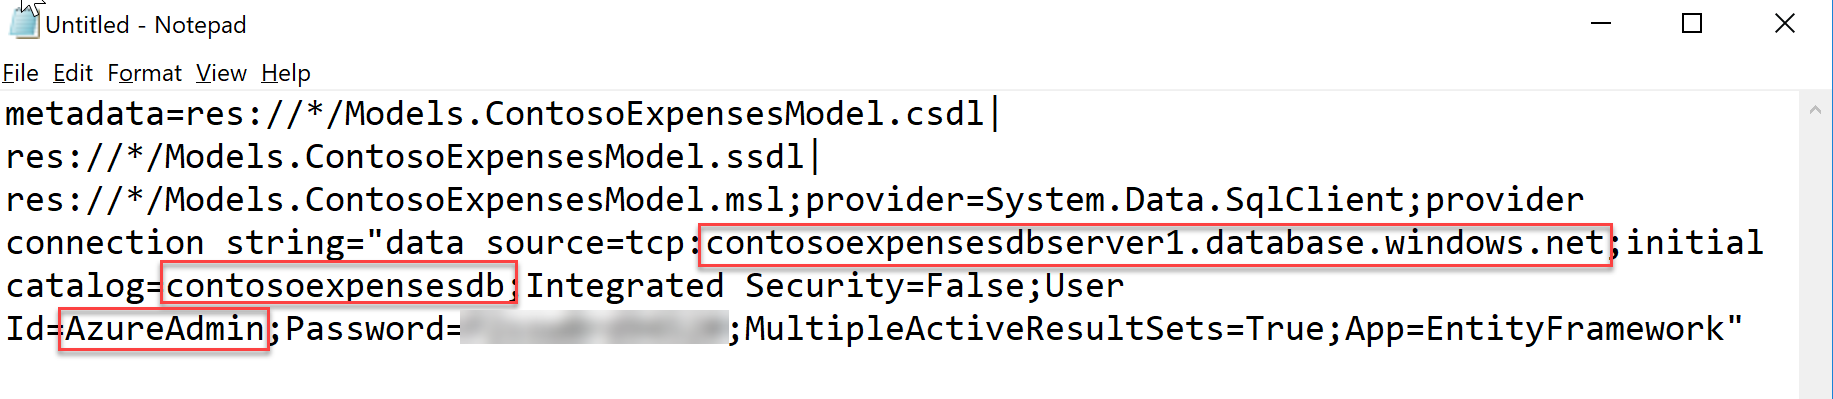 Untitled - Notepad
File Edit Format View Help
metadata=res://*/Models.ContosoExpensesModel.csdl|
res://*/Models.ContosoExpensesModel.ssdl|
res://*/Models.ContosoExpensesModel.msl;provider=System.Data.SqlClient;provider
connection string="data source=tcp:contosoexpensesdbserver1.database.windows.net;initial
catalog=contosoexpensesdb;Integrated Security=False;User
Id=AzureAdmin;Password=;MultipleActiveResultSets=True;App=EntityFramework"